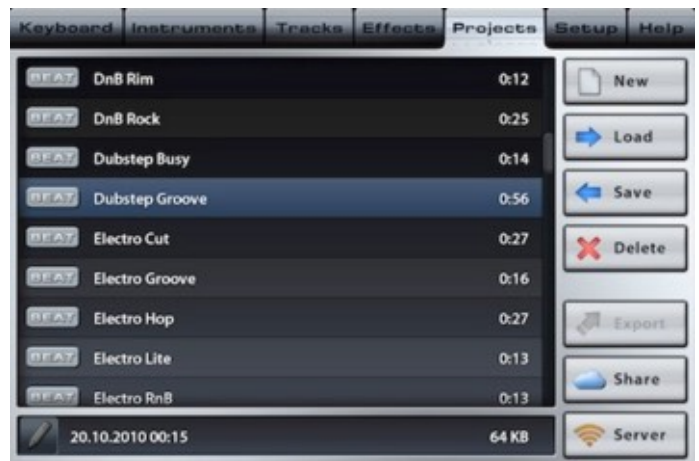 Keyboard Instruments Tracks Effects Projects Setup Help
BEAT DnB Rim 0:12
BEAT DnB Rock 0:25
BEAT Dubstep Busy 0:14
BEAT Dubstep Groove 0:56
BEAT Electro Cut 0:27
BEAT Electro Groove 0:16
BEAT Electro Hop 0:27
BEAT Electro Lite 0:13
BEAT Electro RnB 0:13
20.10.2010 00:15 64 KB
New
Load
Save
Delete
Export
Share
Server